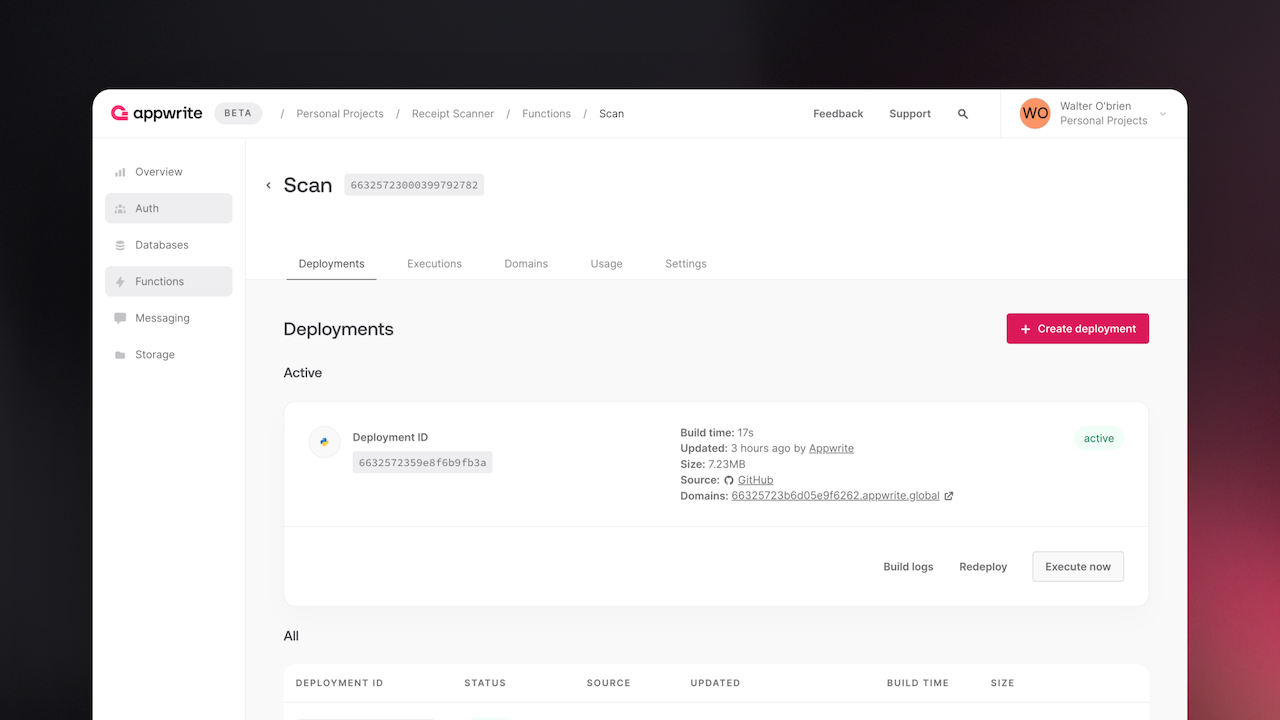 appwrite BETA / Personal Projects / Receipt Scanner / Functions / Scan Feedback Support WO Walter O'brien
Personal Projects
Overview
Auth
Databases
Functions
Messaging
Storage
Scan 66325723000399792782
Deployments Executions Domains Usage Settings
Deployments
+ Create deployment
Active
Deployment ID
6632572359e8f6b9fb3a
Build time: 17s
Updated: 3 hours ago by Appwrite
Size: 7.23MB
Source: GitHub
Domains: 66325723b6d05e9f6262.appwrite.global
active
Build logs Redeploy Execute now
All
DEPLOYMENT ID STATUS SOURCE UPDATED BUILD TIME SIZE